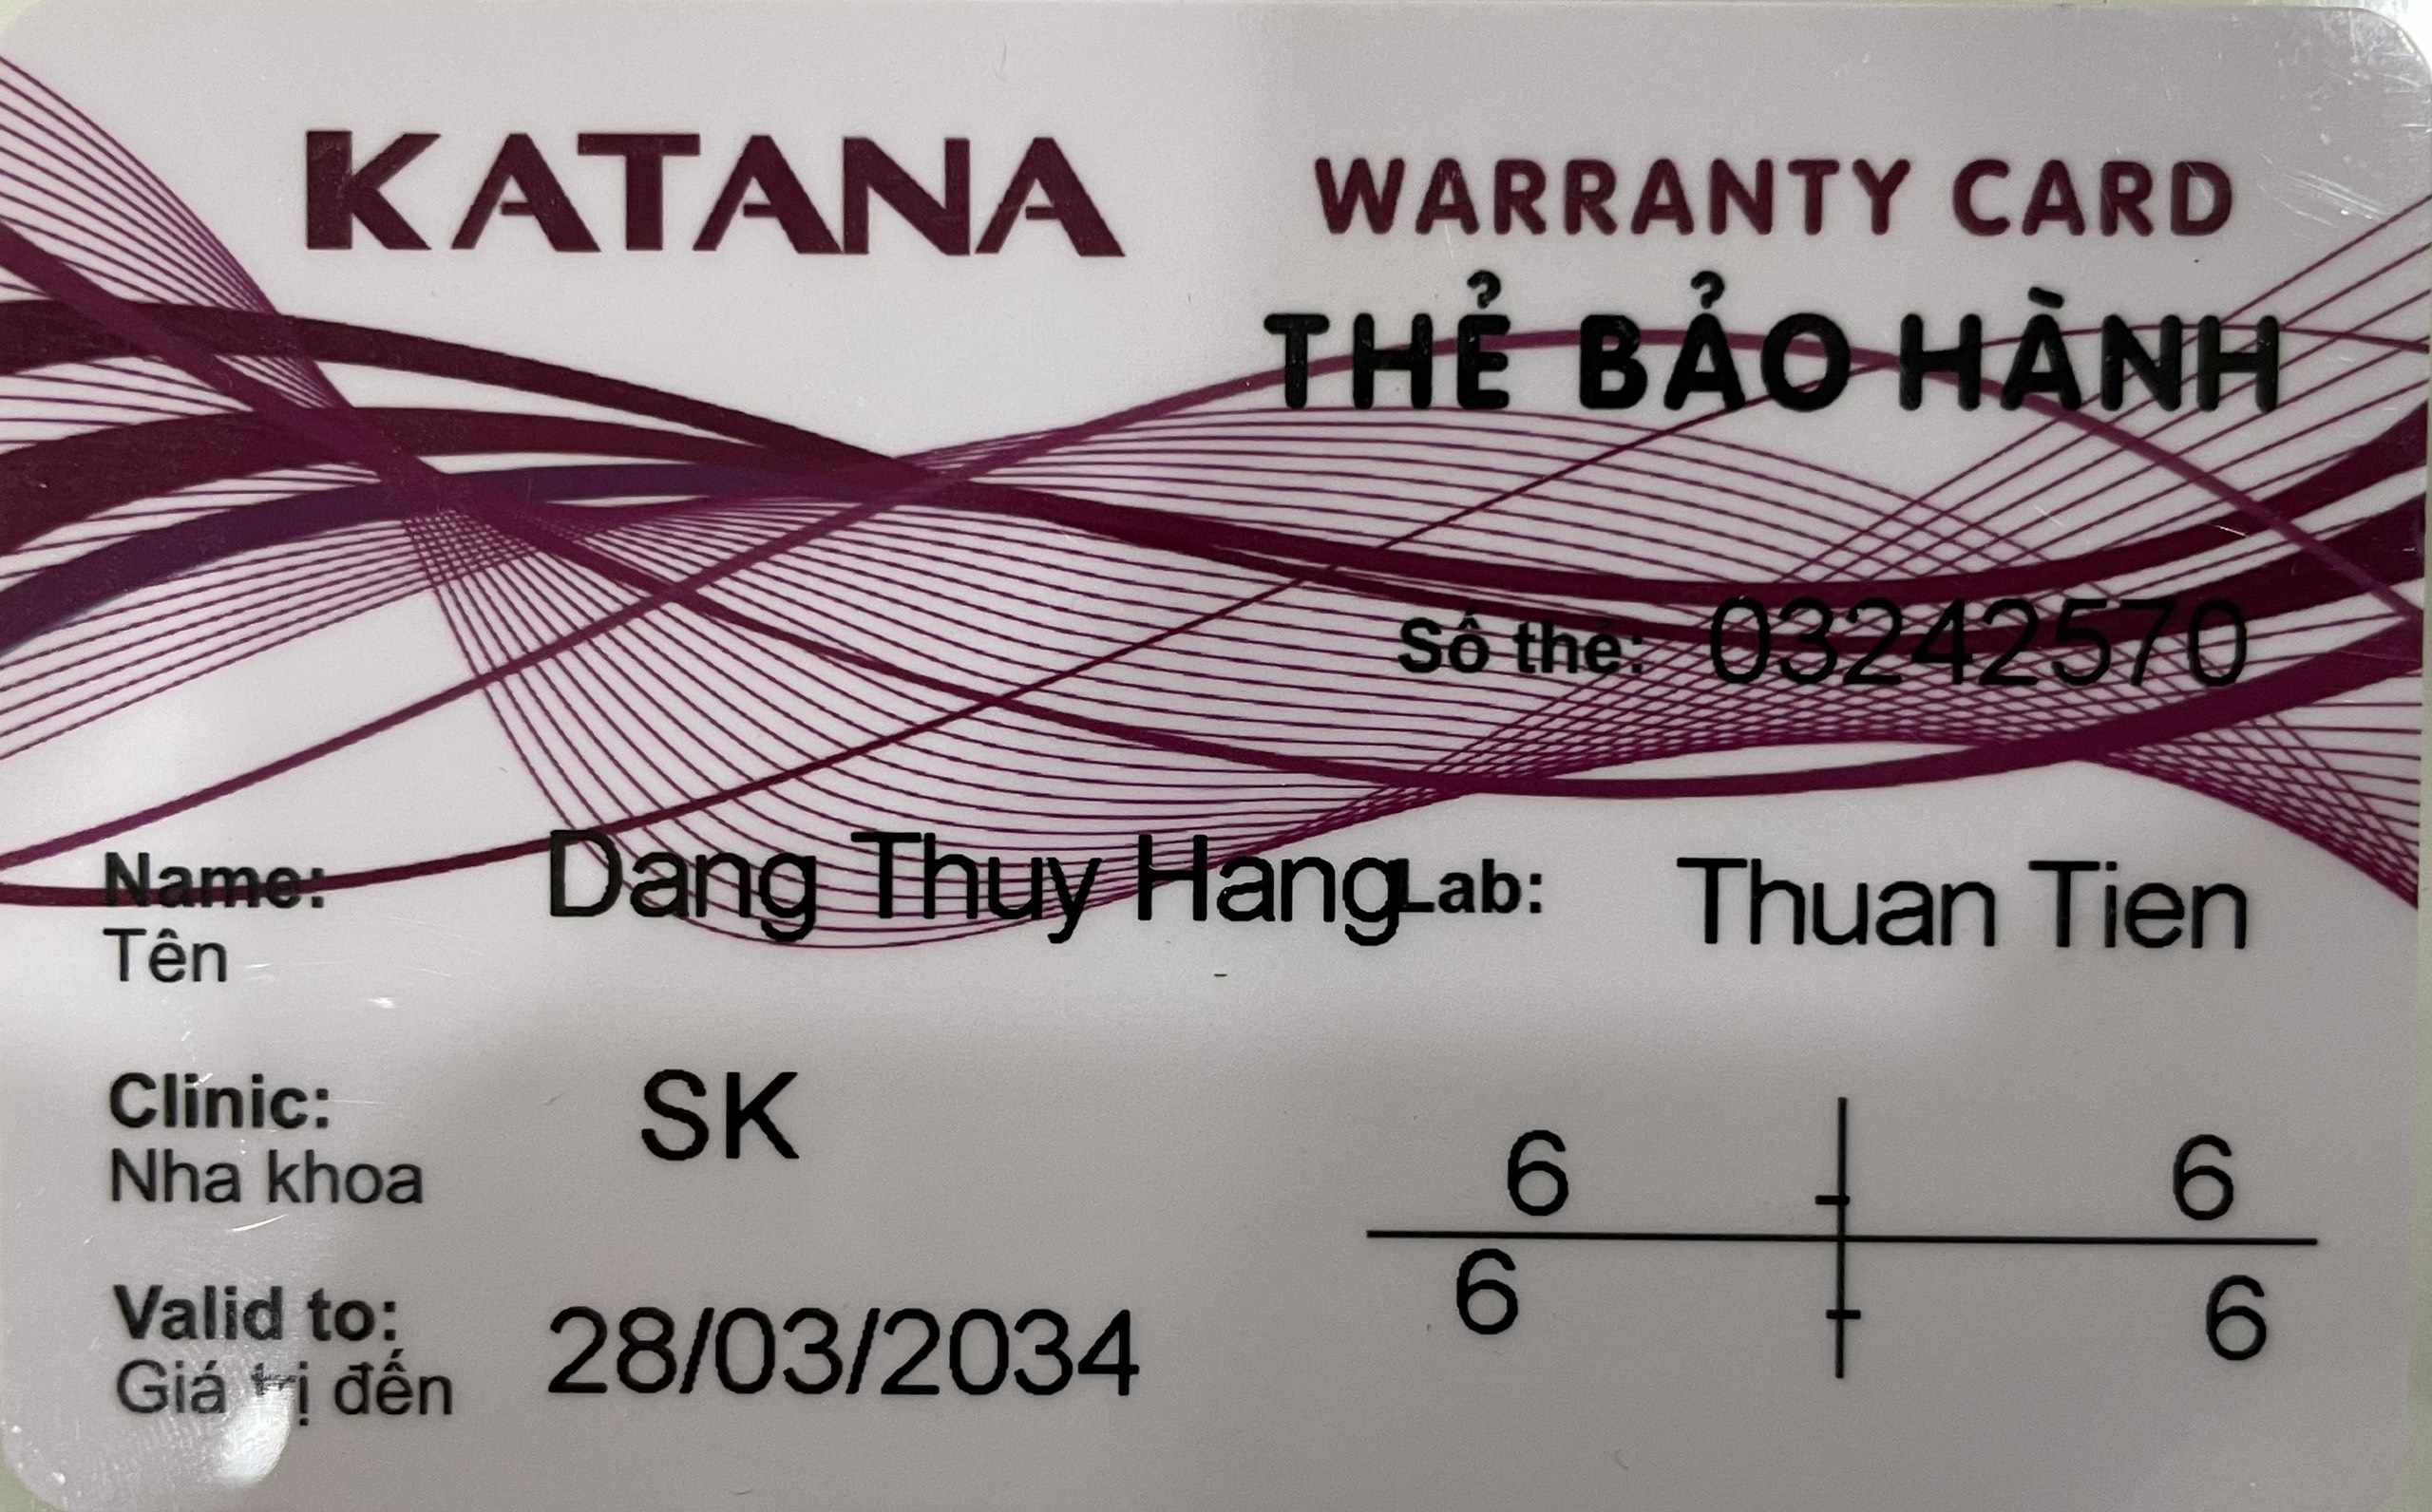 KATANA
WARRANTY CARD
THẺ BẢO HÀNH
Số thẻ: 03242570
Name: Dang Thuy Hang Lab: Thuan Tien
Tên
Clinic: SK
Nha khoa
6 6
6 6
Valid to: 28/03/2034
Giá trị đến